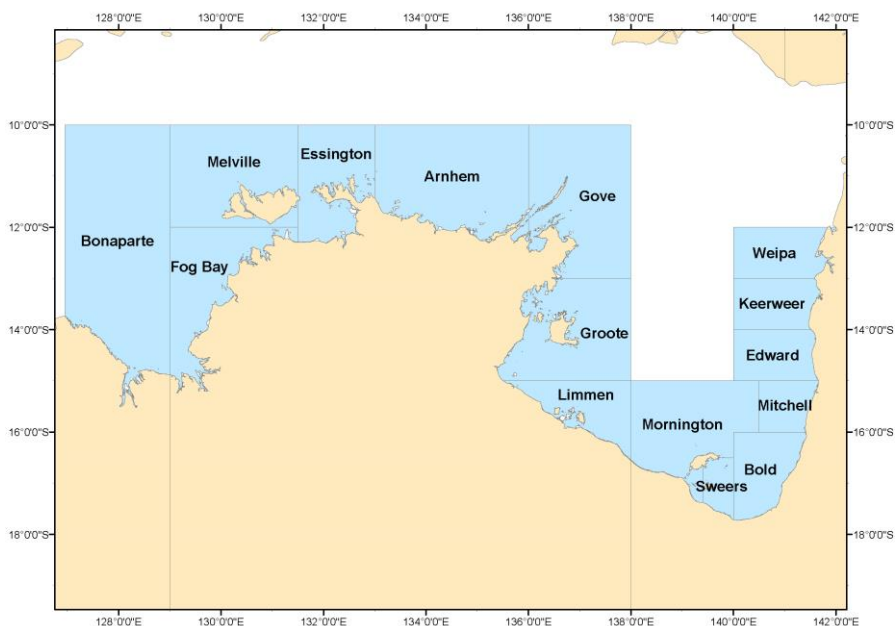 128°0'0"E 130°0'0"E 132°0'0"E 134°0'0"E 136°0'0"E 138°0'0"E 140°0'0"E 142°0'0"E
10°0'0"S 10°0'0"S
Melville Essington
Arnhem
Gove
12°0'0"S 12°0'0"S
Bonaparte
Weipa
Fog Bay
Keerweer
14°0'0"S 14°0'0"S
Groote
Edward
Limmen
Mitchell
16°0'0"S 16°0'0"S
Mornington
Bold
Sweers
18°0'0"S 18°0'0"S
128°0'0"E 130°0'0"E 132°0'0"E 134°0'0"E 136°0'0"E 138°0'0"E 140°0'0"E 142°0'0"E